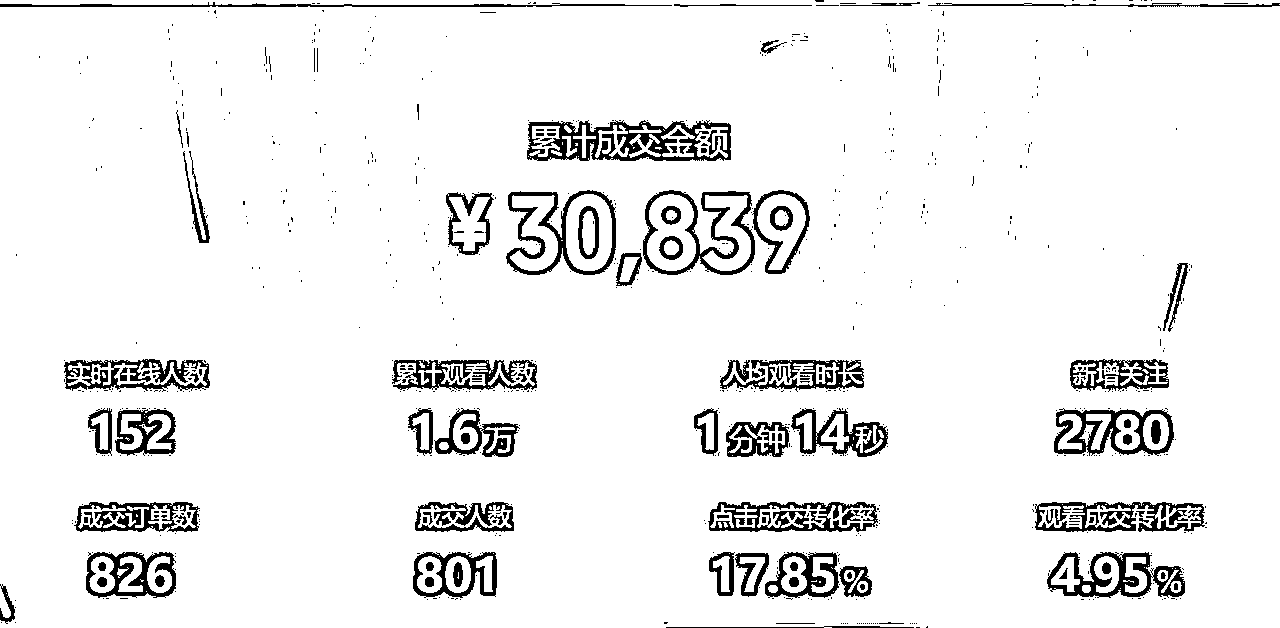 累计成交金额
¥30,839
实时在线人数 累计观看人数 人均观看时长 新增关注
152 1.6万 1分钟14秒 2780
成交订单数 成交人数 点击成交转化率 观看成交转化率
826 801 17.85% 4.95%